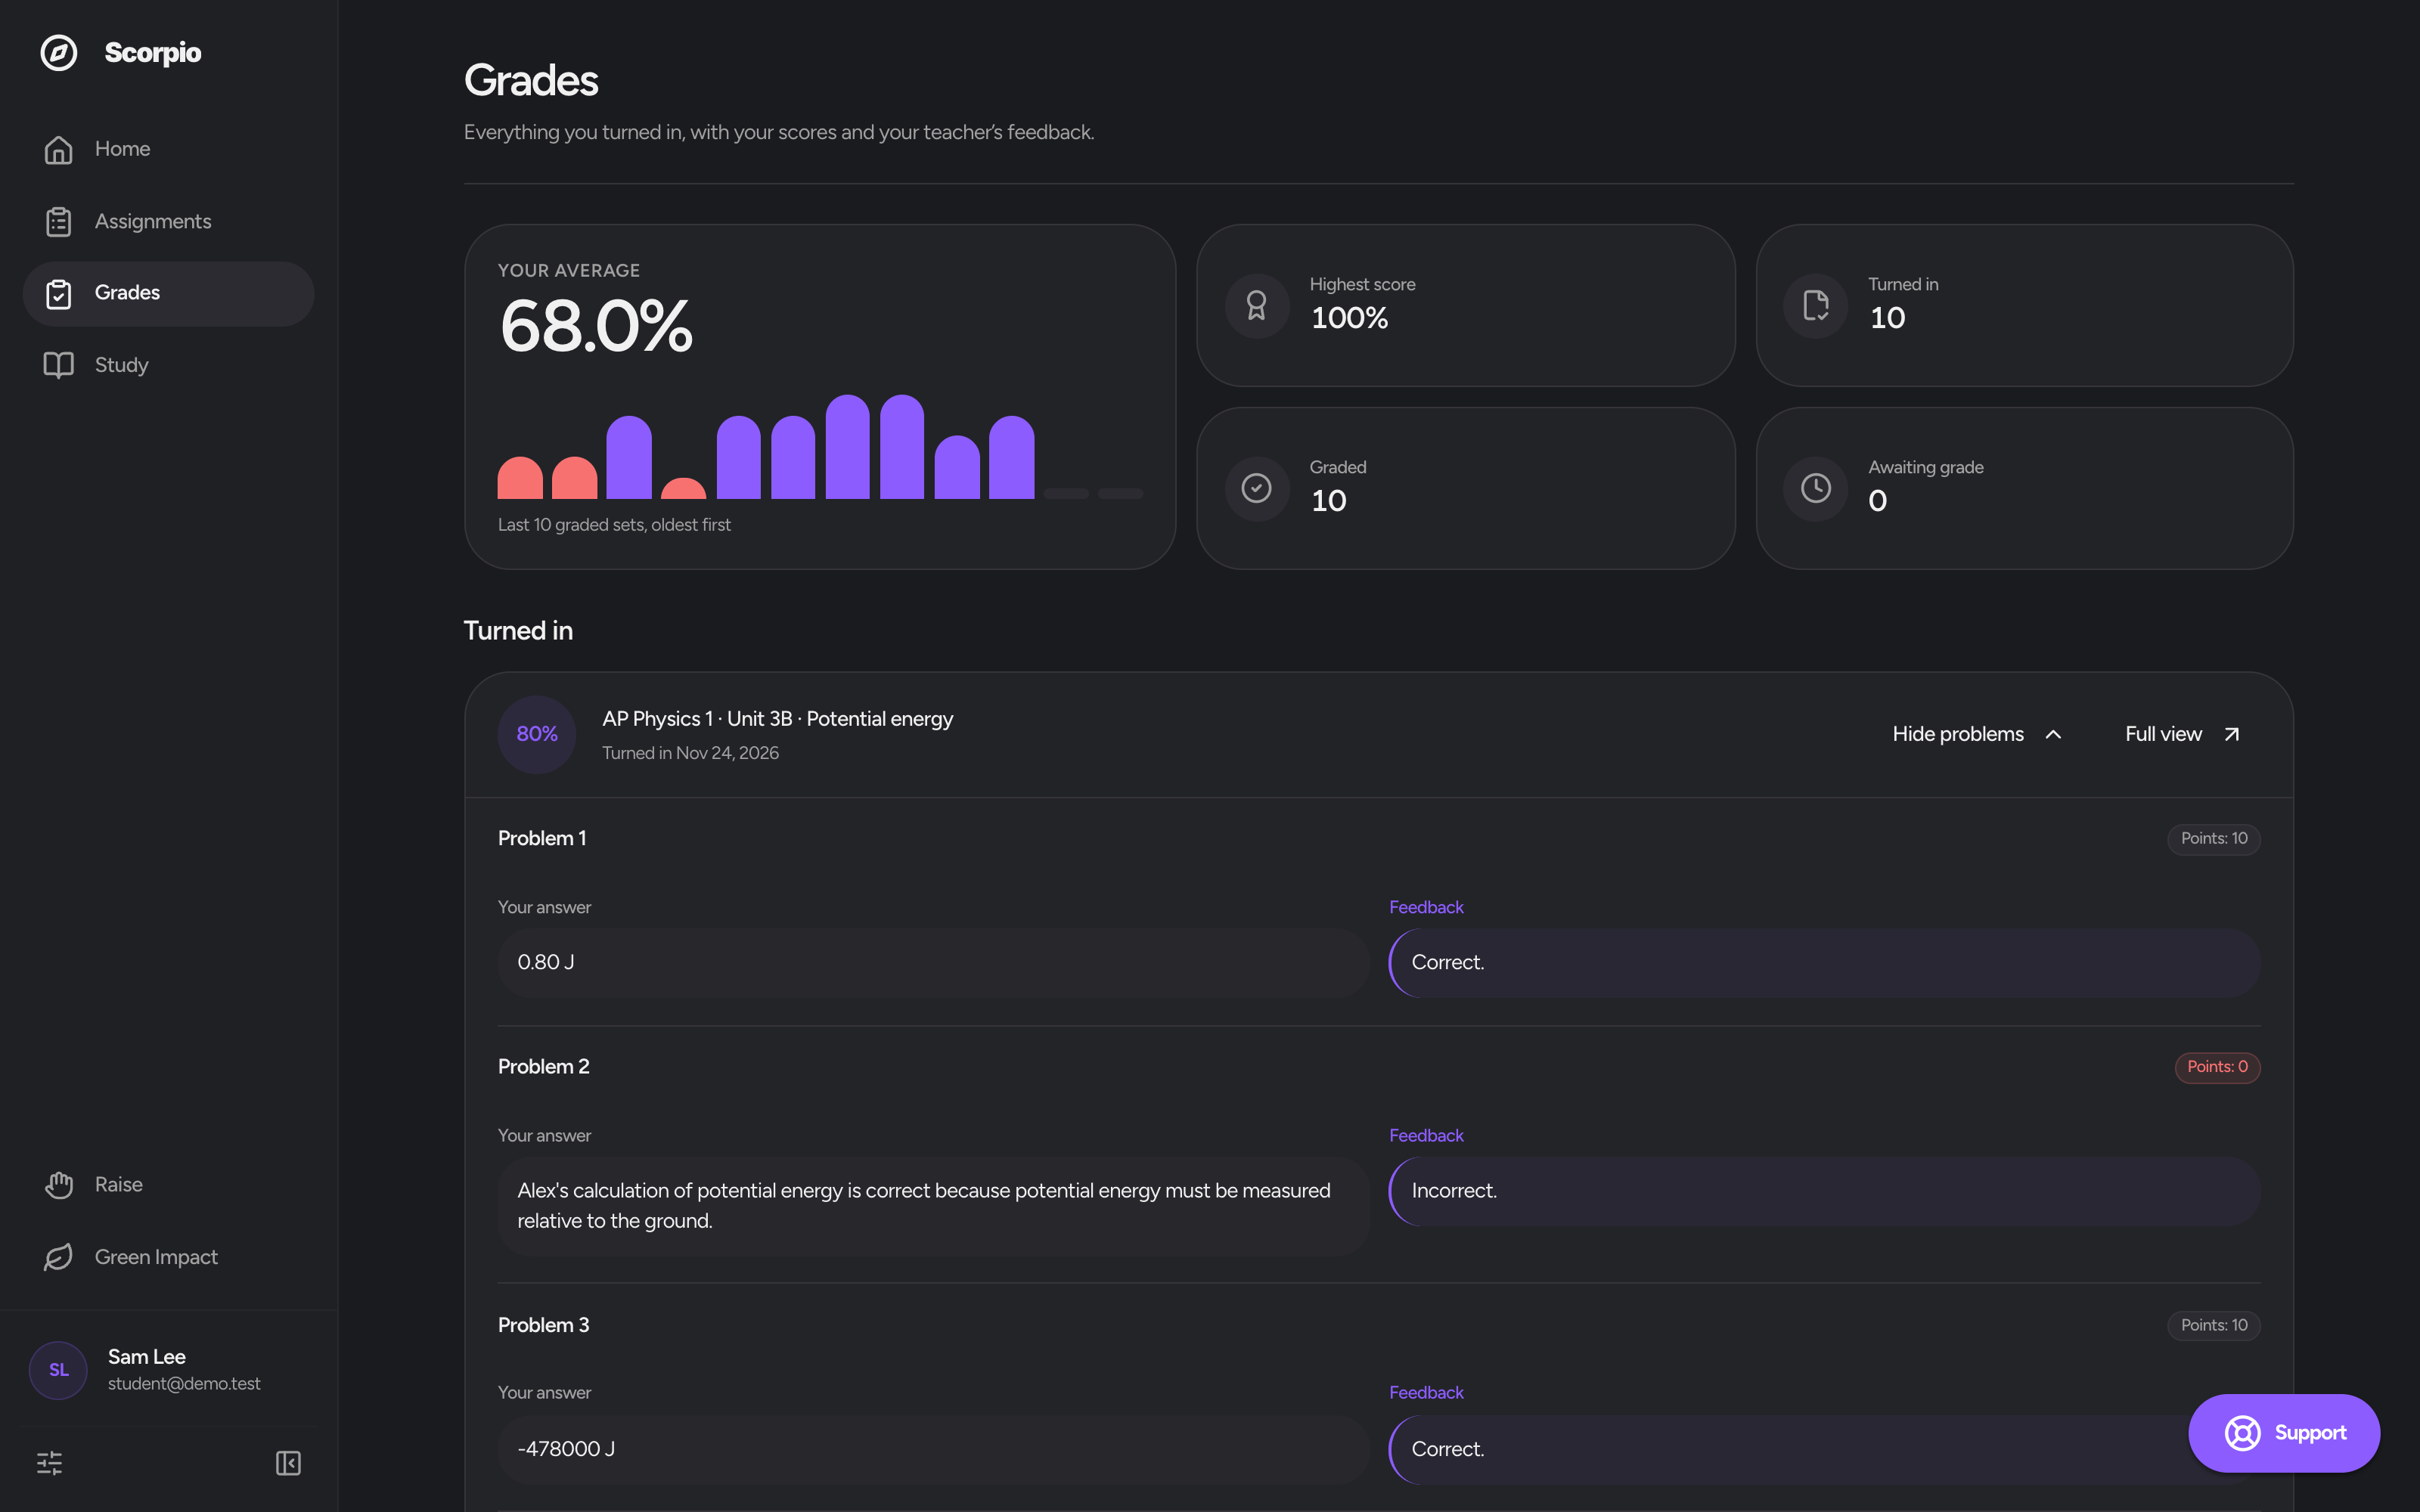 Scorpio
Home
Assignments
Grades
Study
Raise
Green Impact
SL
Sam Lee
student@demo.test
Grades
Everything you turned in, with your scores and your teacher’s feedback.
YOUR AVERAGE
68.0%
Last 10 graded sets, oldest first
Highest score
100%
Turned in
10
Graded
10
Awaiting grade
0
Turned in
80%
AP Physics 1 · Unit 3B · Potential energy
Turned in Nov 24, 2026
Hide problems
Full view
Problem 1
Points: 10
Your answer
Feedback
0.80 J
Correct.
Problem 2
Points: 0
Your answer
Feedback
Alex's calculation of potential energy is correct because potential energy must be measured
relative to the ground.
Incorrect.
Problem 3
Points: 10
Your answer
Feedback
-478000 J
Correct.
Support